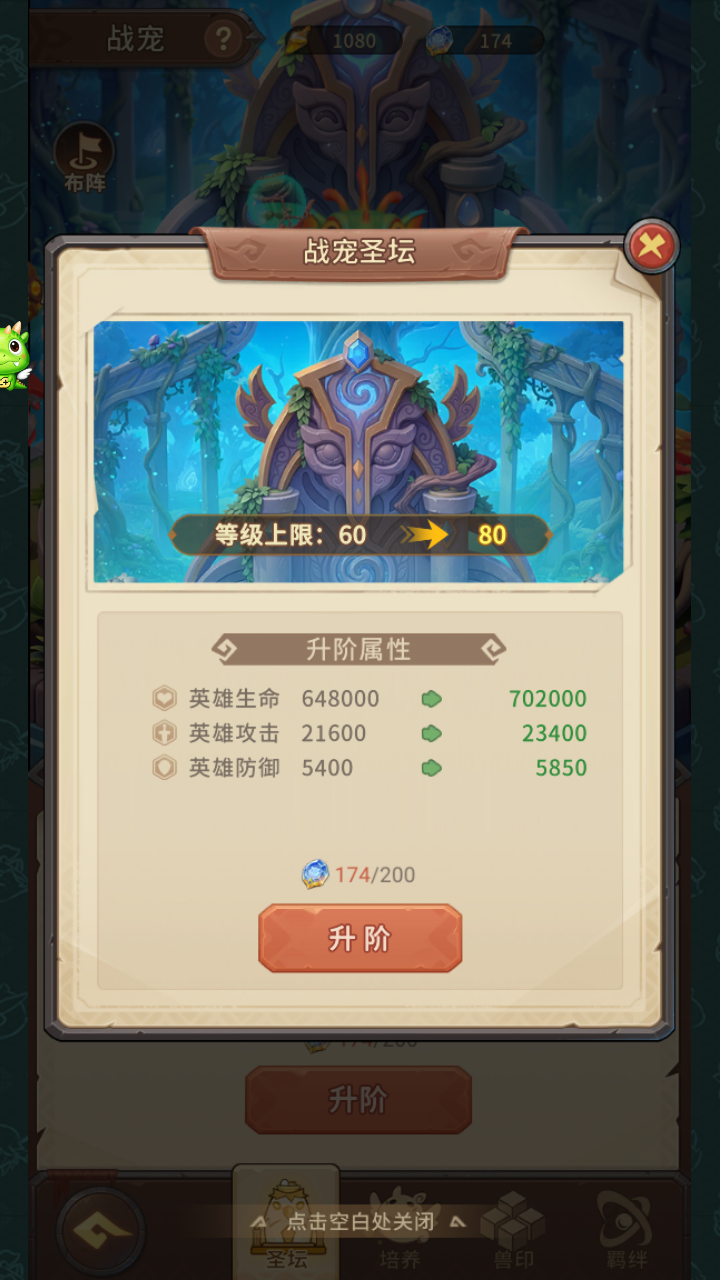 战宠
?
1080
174
布阵
战宠圣坛
等级上限：60 80
升阶属性
英雄生命 648000 702000
英雄攻击 21600 23400
英雄防御 5400 5850
174/200
升阶
174/200
升阶
点击空白处关闭
圣坛
培养
兽印
羁绊